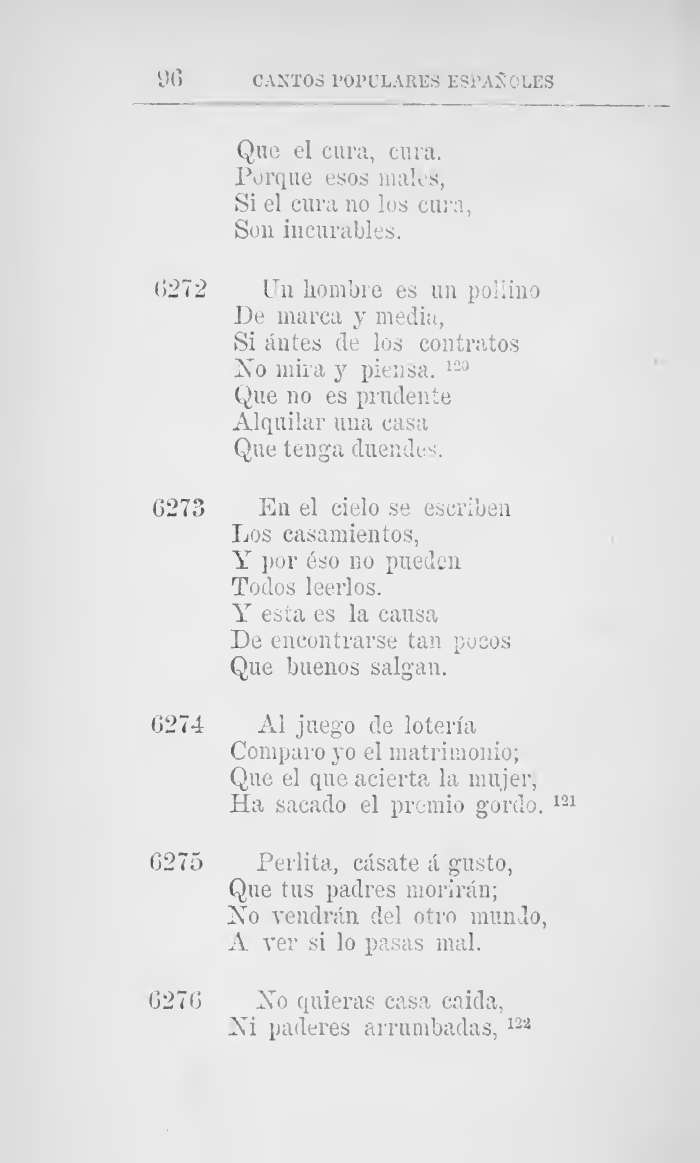 96 CANTOS POPULARES ESPAÑOLES
Que el cura, cura.
Porque esos males,
Si el cura no los cura,
Son incurables.
6272 Un hombre es un pollino
De marca y media,
Si ántes de los contratos
No mira y piensa. 120
Que no es prudente
Alquilar una casa
Que tenga duendes.
6273 En el cielo se escriben
Los casamientos,
Y por éso no pueden
Todos leerlos.
Y esta es la causa
De encontrarse tan pocos
Que buenos salgan.
6274 Al juego de lotería
Comparo yo el matrimonio;
Que el que acierta la mujer,
Ha sacado el premio gordo. 121
6275 Perlita, cásate á gusto,
Que tus padres morirán;
No vendrán del otro mundo,
A ver si lo pasas mal.
6276 No quieras casa caida,
Ni paderes arrumbadas, 122